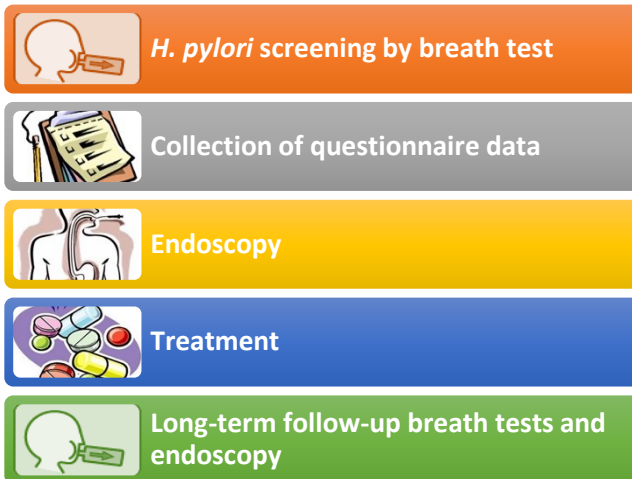 H. pylori screening by breath test
Collection of questionnaire data
Endoscopy
Treatment
Long-term follow-up breath tests and
endoscopy